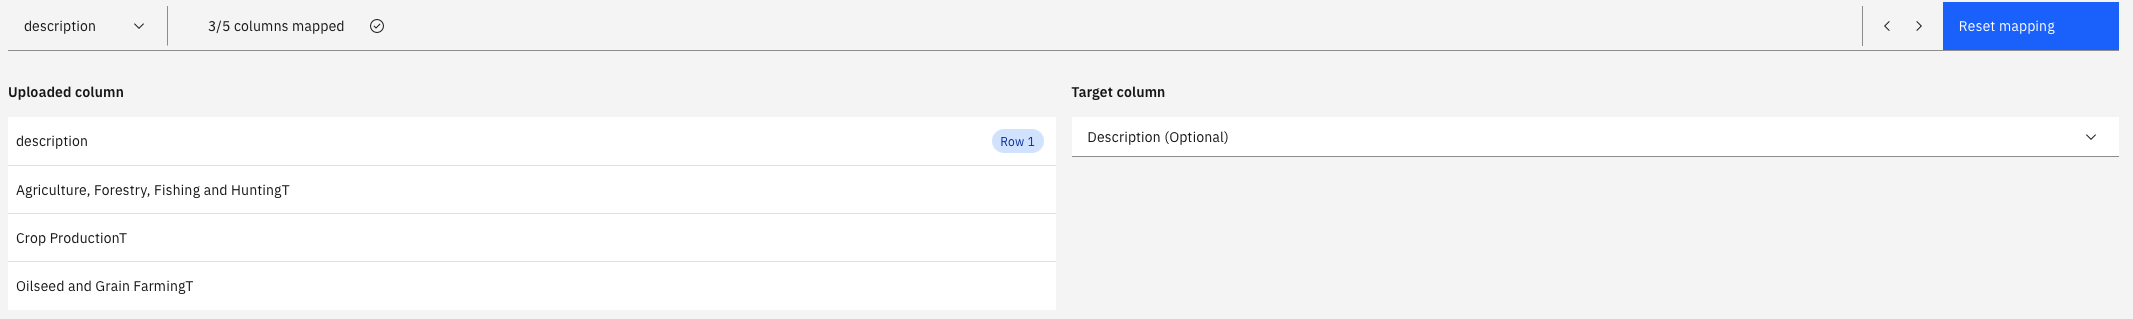 description
3/5 columns mapped
Reset mapping
Uploaded column
Target column
description
Row 1
Description (Optional)
Agriculture, Forestry, Fishing and HuntingT
Crop ProductionT
Oilseed and Grain FarmingT